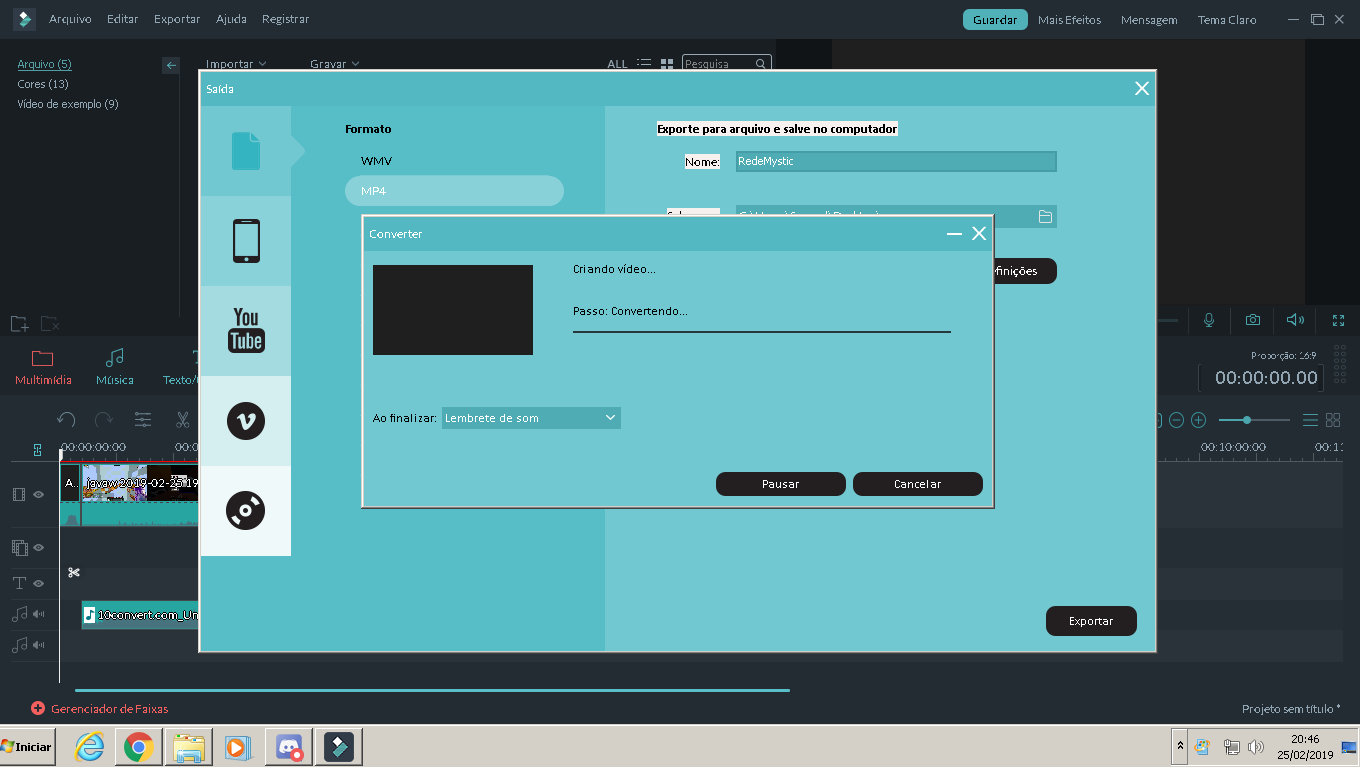 Arquivo Editar Exportar Ajuda Registrar Guardar Mais Efeitos Mensagem Tema Claro
Arquivo (5) Importar Gravar ALL Pesquisa
Cores (13)
Vídeo de exemplo (9)
Saída
Formato
WMV
MP4
Exporte para arquivo e salve no computador
Nome: RedeMystic
Converter
Criando vídeo...
Passo: Convertendo...
Ao finalizar: Lembrete de som
Pausar Cancelar
You
Tube
Exportar
Proporção: 16:9
00:00:00.00
Multimídia Música Texto/
00:00:00:00 00:10:00:00
A.. javaw 2019-02-25 19
10convert.com_Un
Gerenciador de Faixas
Projeto sem título *
Iniciar
20:46
25/02/2019